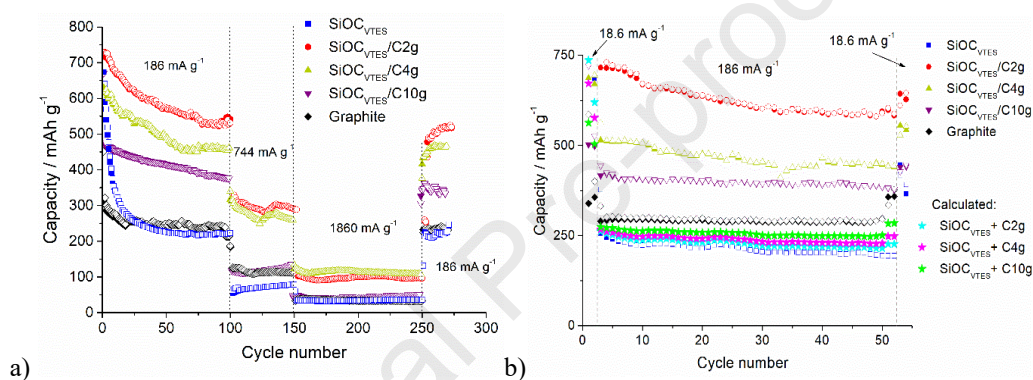 800
700
600
500
400
300
200
100
0
0
50
100
150
200
250
300
Capacity / mAh g⁻¹
Cycle number
186 mA g⁻¹
744 mA g⁻¹
1860 mAh g⁻¹
186 mA g⁻¹
SiOC_VTES
SiOC_VTES/C2g
SiOC_VTES/C4g
SiOC_VTES/C10g
Graphite
a)
750
500
250
0
0
10
20
30
40
50
Capacity / mAh g⁻¹
Cycle number
18.6 mA g⁻¹
186 mA g⁻¹
18.6 mA g⁻¹
SiOC_VTES
SiOC_VTES/C2g
SiOC_VTES/C4g
SiOC_VTES/C10g
Graphite
Calculated:
SiOC_VTES+ C2g
SiOC_VTES+ C4g
SiOC_VTES+ C10g
b)